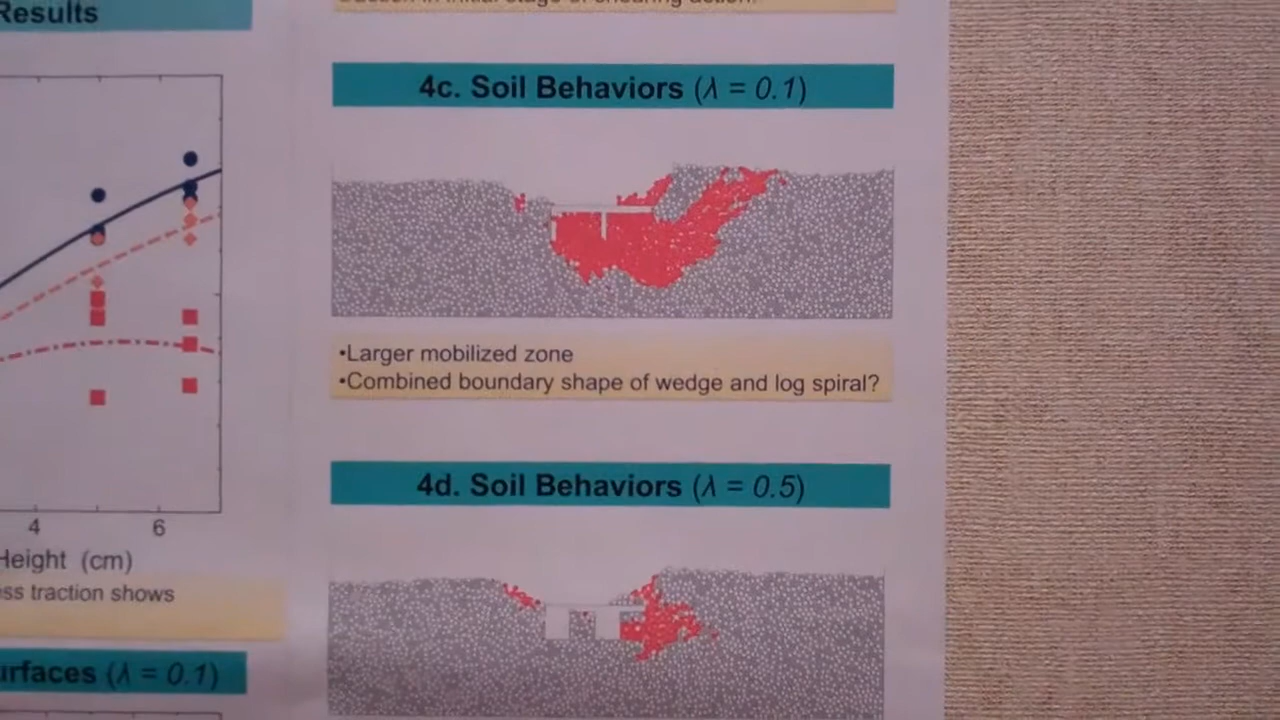 Results
4
6
Height (cm)
ss traction shows
urfaces (λ = 0.1)
4c. Soil Behaviors (λ = 0.1)
•Larger mobilized zone
•Combined boundary shape of wedge and log spiral?
4d. Soil Behaviors (λ = 0.5)